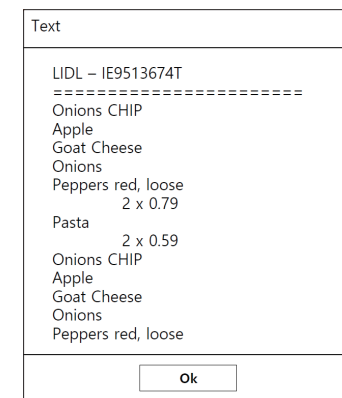 Text
LIDL – IE9513674T
=======================
Onions CHIP
Apple
Goat Cheese
Onions
Peppers red, loose
2 x 0.79
Pasta
2 x 0.59
Onions CHIP
Apple
Goat Cheese
Onions
Peppers red, loose
Ok